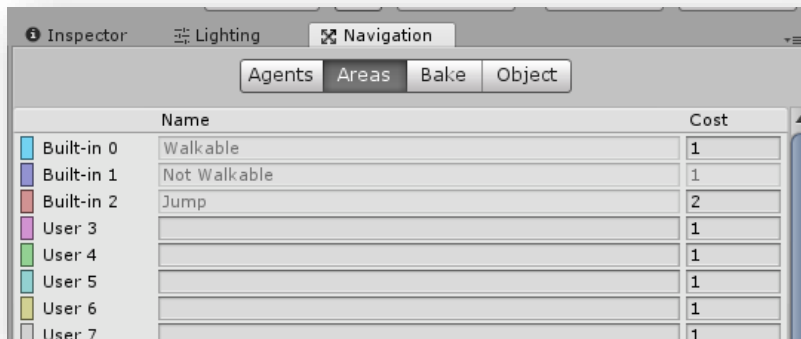 Inspector Lighting Navigation
Agents Areas Bake Object
Name Cost
Built-in 0 Walkable 1
Built-in 1 Not Walkable 1
Built-in 2 Jump 2
User 3 1
User 4 1
User 5 1
User 6 1
User 7 1